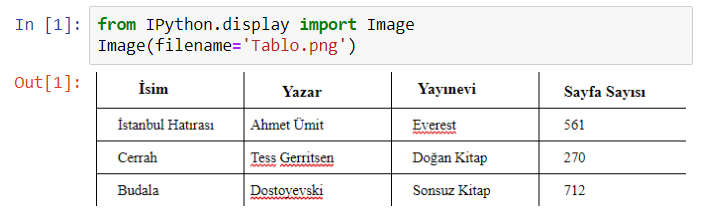 In [1]: from IPython.display import Image
Image(filename='Tablo.png')
Out[1]:
İsim Yazar Yayınevi Sayfa Sayısı
İstanbul Hatırası Ahmet Ümit Everest 561
Cerrah Tess Gerritsen Doğan Kitap 270
Budala Dostoyevski Sonsuz Kitap 712